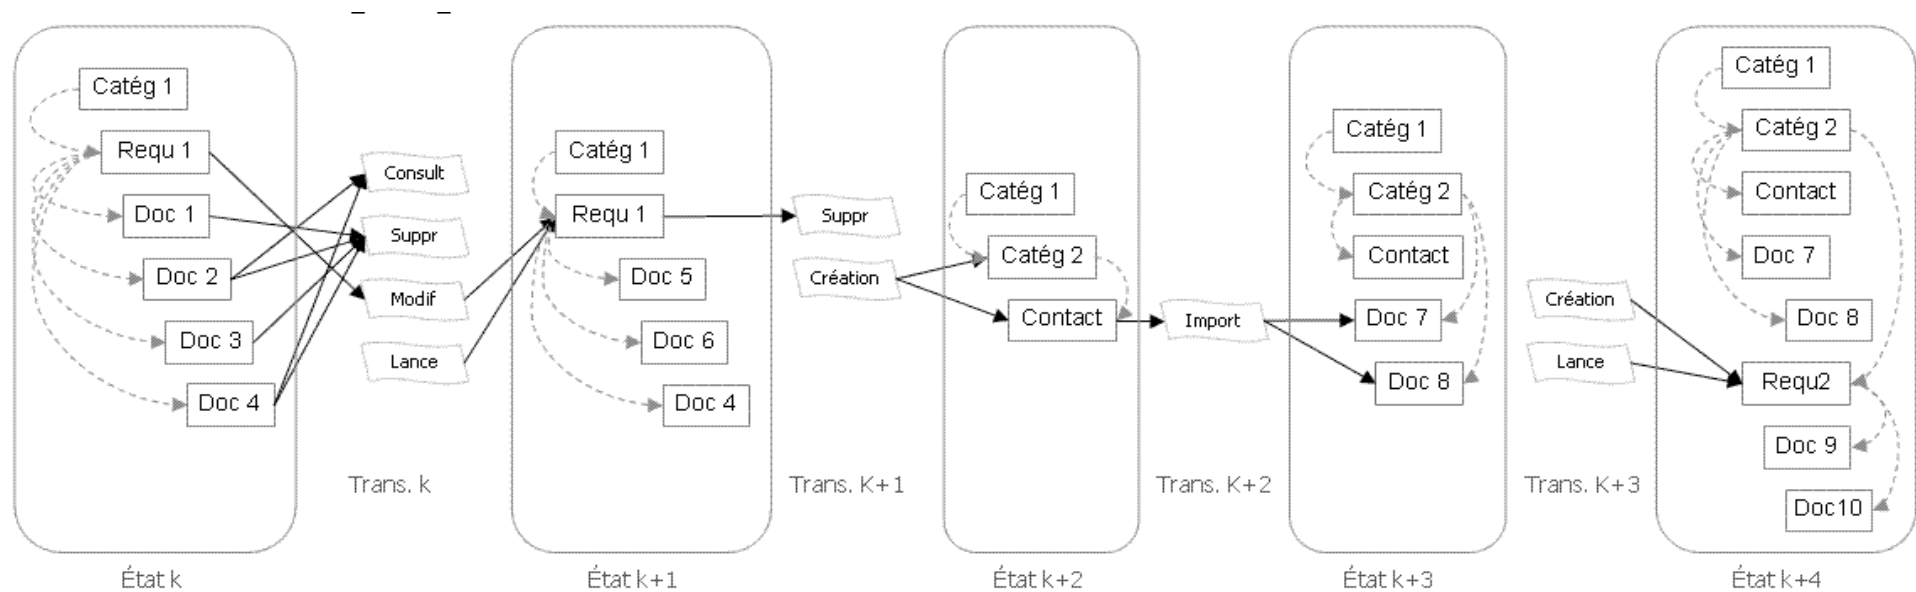 Catég 1
Requ 1
Doc 1
Doc 2
Doc 3
Doc 4
État k
Consult
Suppr
Modif
Lance
Trans. k
Catég 1
Requ 1
Doc 5
Doc 6
Doc 4
État k+1
Suppr
Création
Trans. K+1
Catég 1
Catég 2
Contact
État k+2
Import
Trans. K+2
Catég 1
Catég 2
Contact
Doc 7
Doc 8
État k+3
Création
Lance
Trans. K+3
Catég 1
Catég 2
Contact
Doc 7
Doc 8
Requ2
Doc 9
Doc10
État k+4